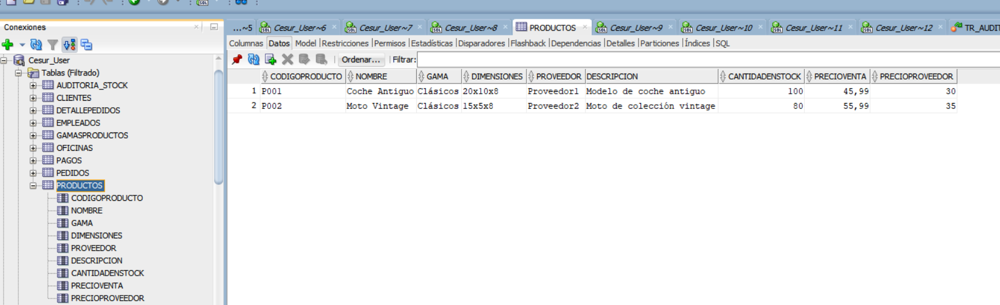 Conexiones
Cesur_User
Tablas (Filtrado)
AUDITORIA_STOCK
CLIENTES
DETALLEPEDIDOS
EMPLEADOS
GAMASPRODUCTOS
OFICINAS
PAGOS
PEDIDOS
PRODUCTOS
CODIGOPRODUCTO
NOMBRE
GAMA
DIMENSIONES
PROVEEDOR
DESCRIPCION
CANTIDADENSTOCK
PRECIOVENTA
PRECIOPROVEEDOR
...~5 Cesur_User~6 Cesur_User~7 Cesur_User~8 PRODUCTOS Cesur_User~9 Cesur_User~10 Cesur_User~11 Cesur_User~12 TR_AUDIT
Columnas Datos Model Restricciones Permisos Estadísticas Disparadores Flashback Dependencias Detalles Particiones Índices SQL
Ordenar... Filtrar:
CODIGOPRODUCTO NOMBRE GAMA DIMENSIONES PROVEEDOR DESCRIPCION CANTIDADENSTOCK PRECIOVENTA PRECIOPROVEEDOR
1 P001 Coche Antiguo Clásicos 20x10x8 Proveedor1 Modelo de coche antiguo 100 45,99 30
2 P002 Moto Vintage Clásicos 15x5x8 Proveedor2 Moto de colección vintage 80 55,99 35